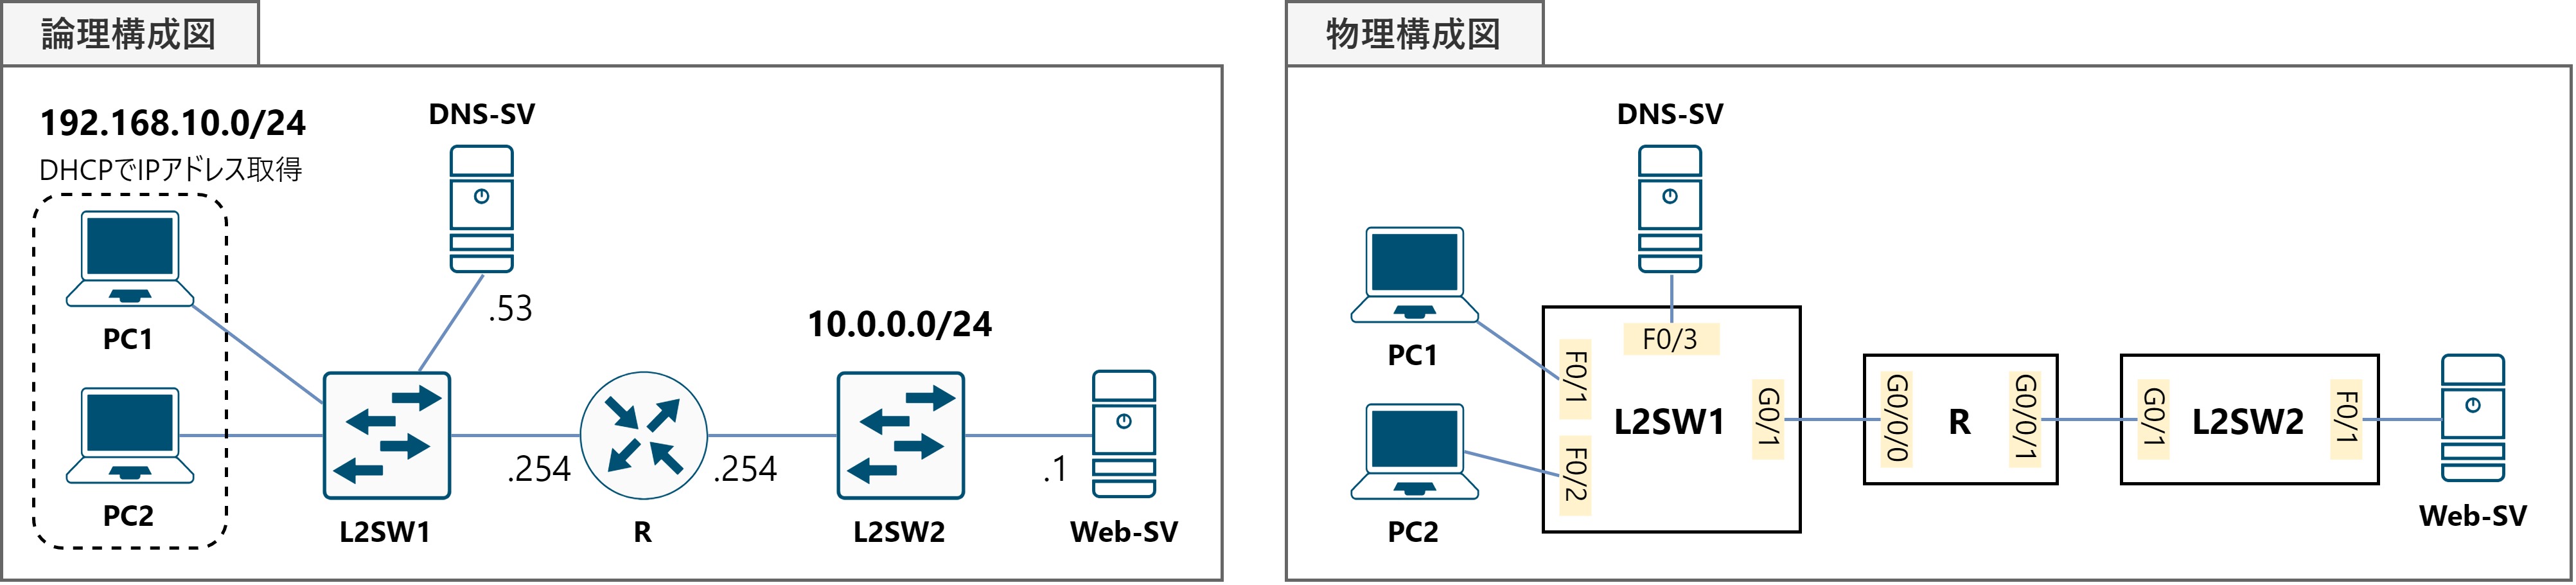 論理構成図
192.168.10.0/24
DHCPでIPアドレス取得
DNS-SV
.53
PC1
PC2
10.0.0.0/24
.254
.254
.1
L2SW1
R
L2SW2
Web-SV
物理構成図
DNS-SV
PC1
PC2
F0/3
F0/1
F0/2
L2SW1
G0/1
G0/0/0
R
G0/0/1
G0/1
L2SW2
F0/1
Web-SV